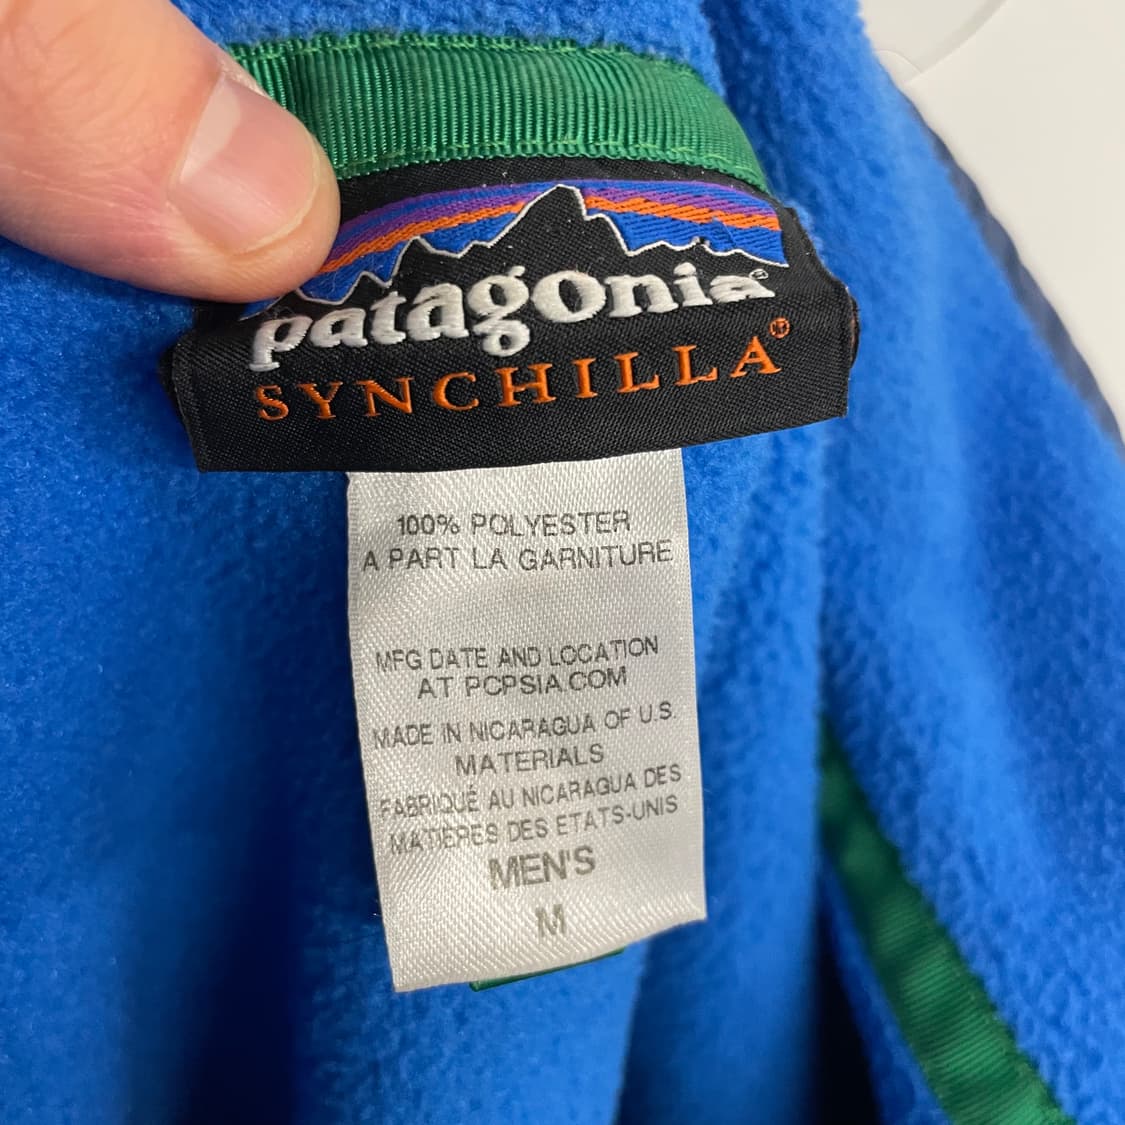 patagonia®
SYNCHILLA®
100% POLYESTER
A PART LA GARNITURE
MFG DATE AND LOCATION
AT PCPSIA.COM
MADE IN NICARAGUA OF U.S.
MATERIALS
FABRIQUÉ AU NICARAGUA DES
MATIERES DES ETATS-UNIS
MEN'S
M